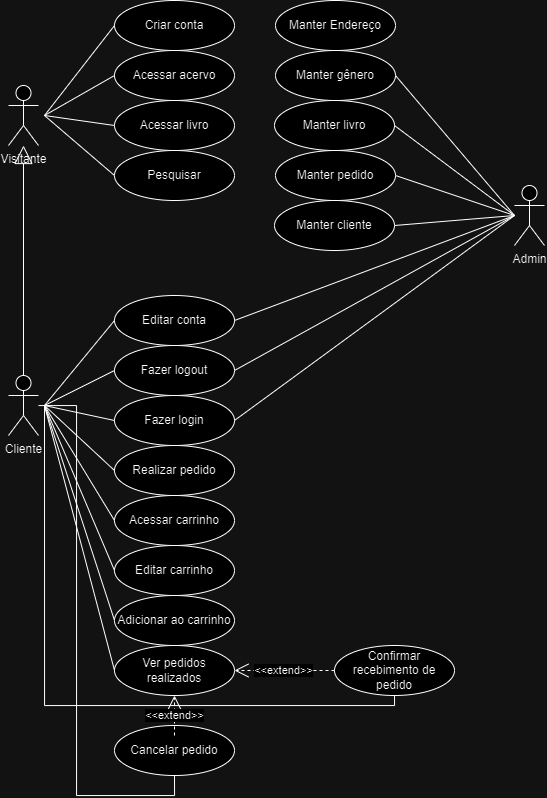 Criar conta
Manter Endereço
Acessar acervo
Manter gênero
Acessar livro
Manter livro
Visitante
Pesquisar
Manter pedido
Manter cliente
Admin
Editar conta
Fazer logout
Fazer login
Cliente
Realizar pedido
Acessar carrinho
Editar carrinho
Adicionar ao carrinho
Ver pedidos
realizados
<<extend>>
Confirmar
recebimento de
pedido
<<extend>>
Cancelar pedido